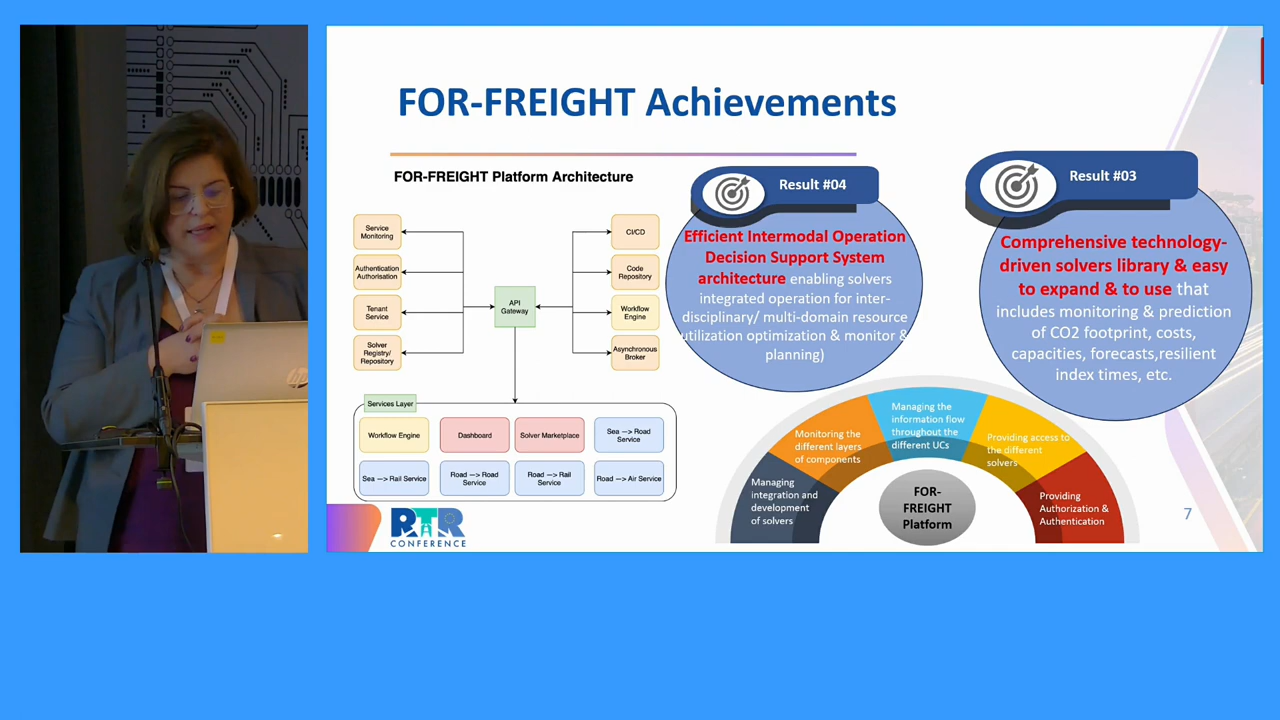 FOR-FREIGHT Achievements
FOR-FREIGHT Platform Architecture
Service
Monitoring
Authentication
Authorisation
Tenant
Service
Solver
Registry/
Repository
API
Gateway
CI/CD
Code
Repository
Workflow
Engine
Asynchronous
Broker
Services Layer
Workflow Engine
Dashboard
Solver Marketplace
Sea —> Road
Service
Sea —> Rail Service
Road —> Road
Service
Road —> Rail
Service
Road —> Air Service
Result #04
Efficient Intermodal Operation
Decision Support System
architecture enabling solvers
integrated operation for inter-
disciplinary/ multi-domain resource
utilization optimization & monitor &
planning)
Result #03
Comprehensive technology-
driven solvers library & easy
to expand & to use that
includes monitoring & prediction
of CO2 footprint, costs,
capacities, forecasts,resilient
index times, etc.
Managing
integration and
development
of solvers
Monitoring the
different layers
of components
Managing
the information flow
throughout the
different UCs
Providing access to
the different
solvers
Providing
Authorization &
Authentication
FOR-
FREIGHT
Platform
RTR
CONFERENCE
7
hp